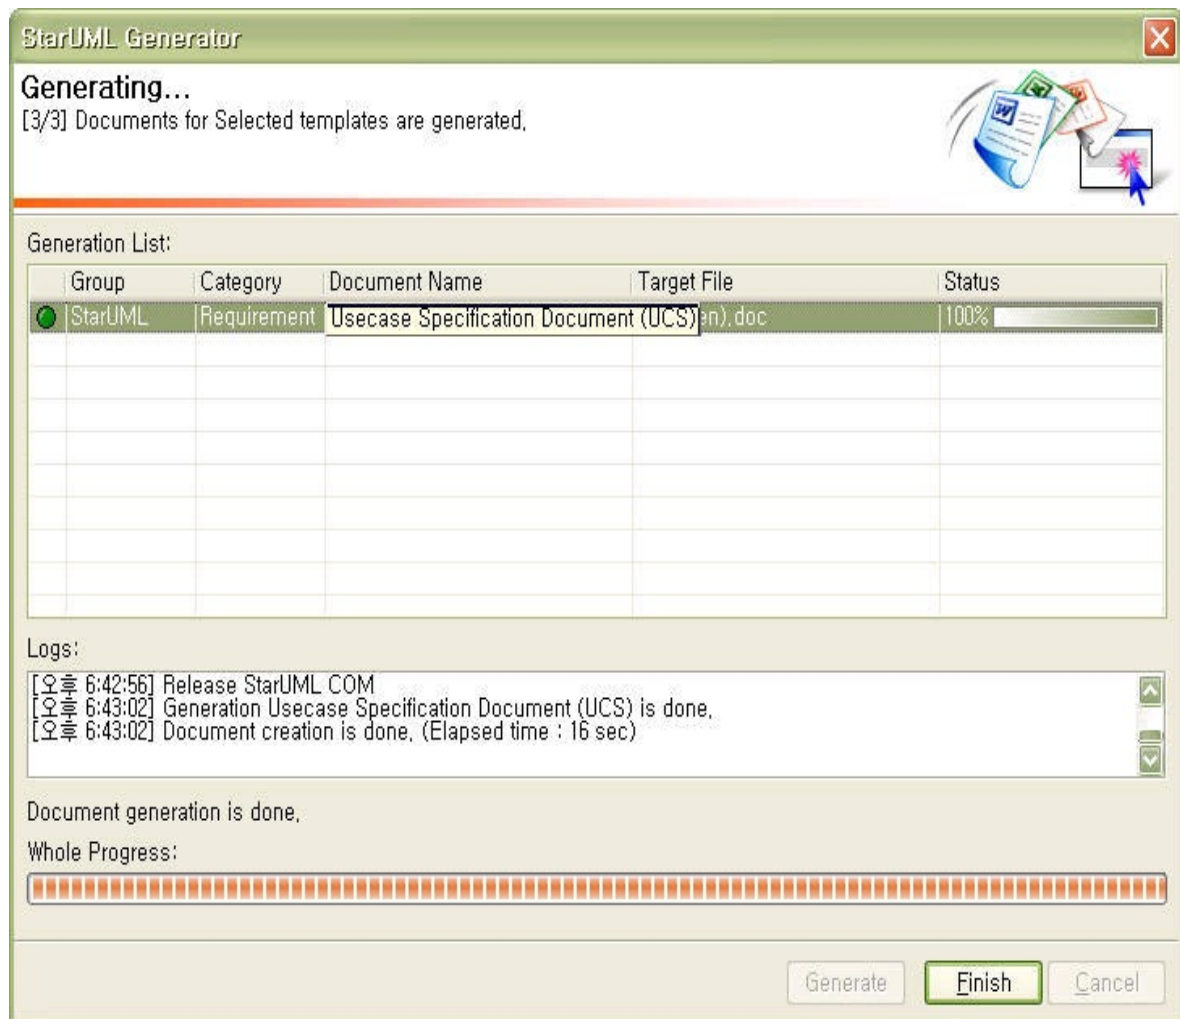 StarUML Generator
Generating...
[3/3] Documents for Selected templates are generated.
Generation List:
Group Category Document Name Target File Status
StarUML Requirement Usecase Specification Document (UCS) en).doc 100%
Logs:
[오후 6:42:56] Release StarUML COM
[오후 6:43:02] Generation Usecase Specification Document (UCS) is done.
[오후 6:43:02] Document creation is done. (Elapsed time : 16 sec)
Document generation is done.
Whole Progress:
Generate Finish Cancel